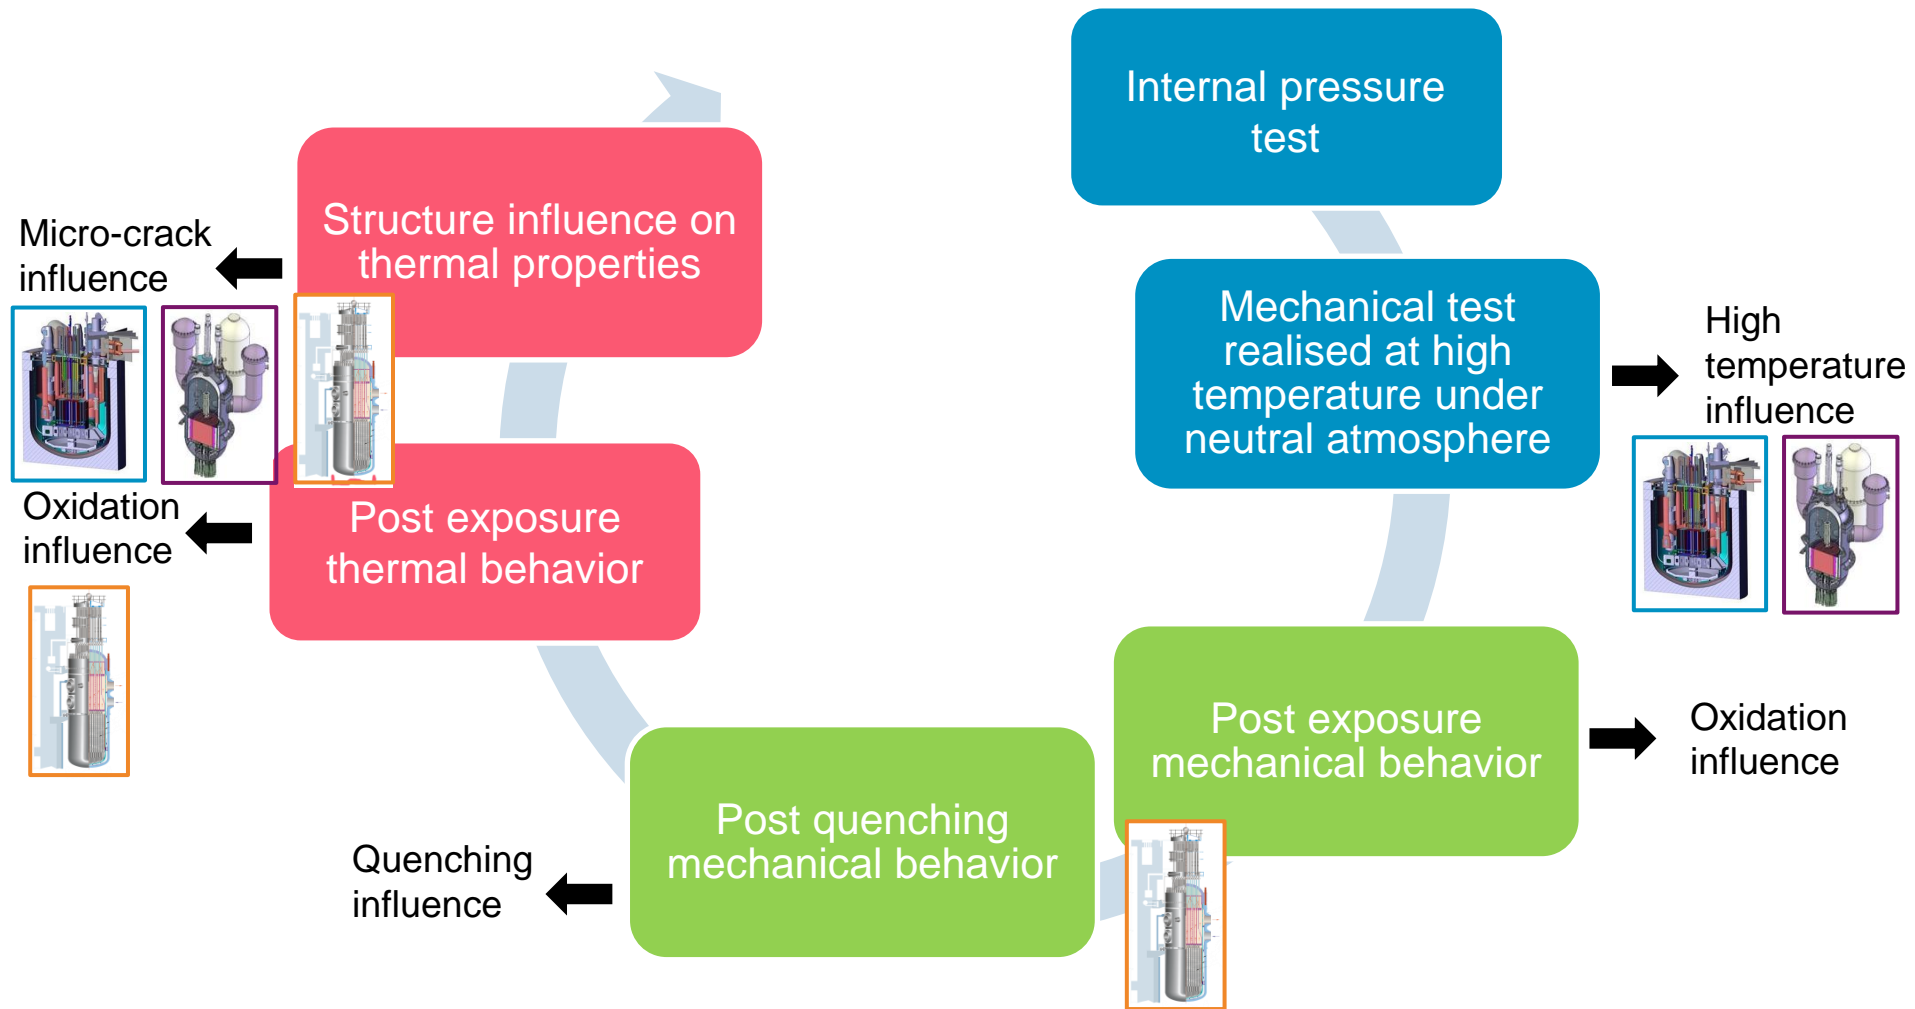 Internal pressure
test
Mechanical test
realised at high
temperature under
neutral atmosphere
High
temperature
influence
Post exposure
mechanical behavior
Oxidation
influence
Post quenching
mechanical behavior
Quenching
influence
Post exposure
thermal behavior
Oxidation
influence
Structure influence on
thermal properties
Micro-crack
influence